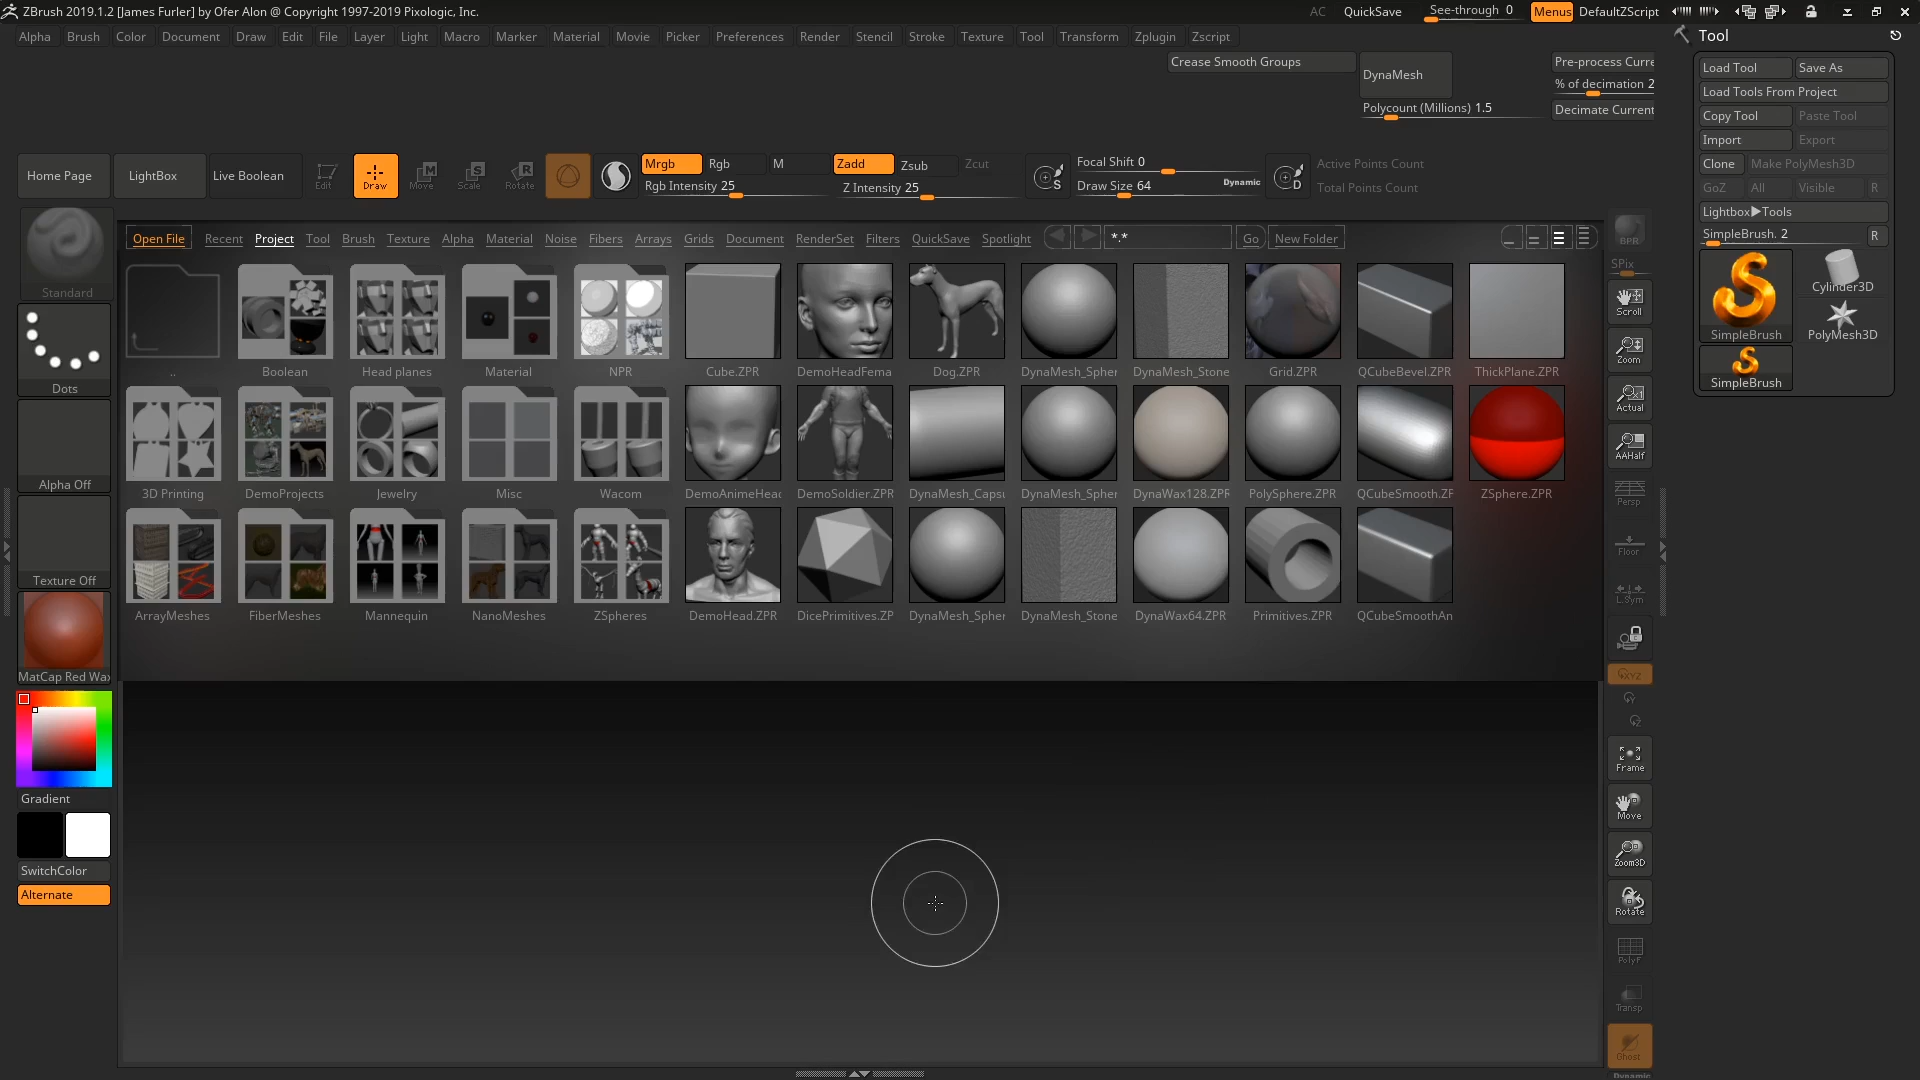 ZBrush 2019.1.2 [James Furler] by Ofer Alon @ Copyright 1997-2019 Pixologic, Inc.
AC QuickSave See-through 0 Menus DefaultZScript
Alpha Brush Color Document Draw Edit File Layer Light Macro Marker Material Movie Picker Preferences Render Stencil Stroke Texture Tool Transform Zplugin Zscript
Tool
Crease Smooth Groups
DynaMesh
Polycount (Millions) 1.5
Pre-process Curre
% of decimation 2
Decimate Current
Load Tool Save As
Load Tools From Project
Copy Tool Paste Tool
Import Export
Clone Make PolyMesh3D
GoZ All Visible R
Lightbox▶Tools
SimpleBrush. 2 R
SimpleBrush
Cylinder3D
PolyMesh3D
SimpleBrush
Home Page LightBox Live Boolean
Edit Draw Move Scale Rotate
Mrgb Rgb M
Rgb Intensity 25
Zadd Zsub Zcut
Z Intensity 25
Focal Shift 0
Draw Size 64 Dynamic
Active Points Count
Total Points Count
Open File Recent Project Tool Brush Texture Alpha Material Noise Fibers Arrays Grids Document RenderSet Filters QuickSave Spotlight *.* Go New Folder
.. Boolean Head planes Material NPR Cube.ZPR DemoHeadFema Dog.ZPR DynaMesh_Spher DynaMesh_Stone Grid.ZPR QCubeBevel.ZPR ThickPlane.ZPR
3D Printing DemoProjects Jewelry Misc Wacom DemoAnimeHead DemoSoldier.ZPR DynaMesh_Capsu DynaMesh_Spher DynaWax128.ZPR PolySphere.ZPR QCubeSmooth.ZF ZSphere.ZPR
ArrayMeshes FiberMeshes Mannequin NanoMeshes ZSpheres DemoHead.ZPR DicePrimitives.ZP DynaMesh_Spher DynaMesh_Stone DynaWax64.ZPR Primitives.ZPR QCubeSmoothAn
Standard
Dots
Alpha Off
Texture Off
MatCap Red Wax
Gradient
SwitchColor
Alternate
BPR
SPix
Scroll
Zoom
Actual
AAHalf
Persp
Floor
L.Sym
XYZ
Y
Z
Frame
Move
Zoom3D
Rotate
PolyF
Transp
Ghost
Dynamic